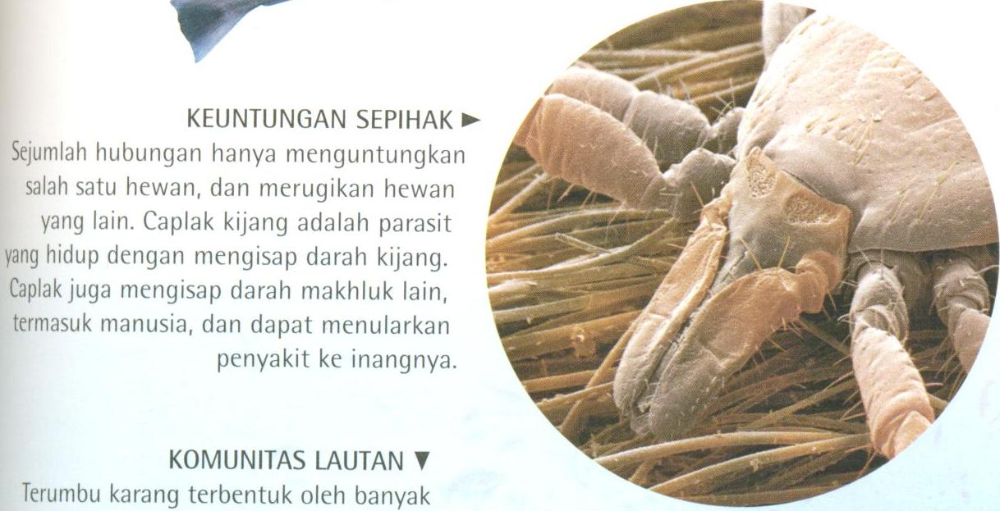 KEUNTUNGAN SEPIHAK ►
Sejumlah hubungan hanya menguntungkan
salah satu hewan, dan merugikan hewan
yang lain. Caplak kijang adalah parasit
yang hidup dengan mengisap darah kijang.
Caplak juga mengisap darah makhluk lain,
termasuk manusia, dan dapat menularkan
penyakit ke inangnya.
KOMUNITAS LAUTAN ▼
Terumbu karang terbentuk oleh banyak